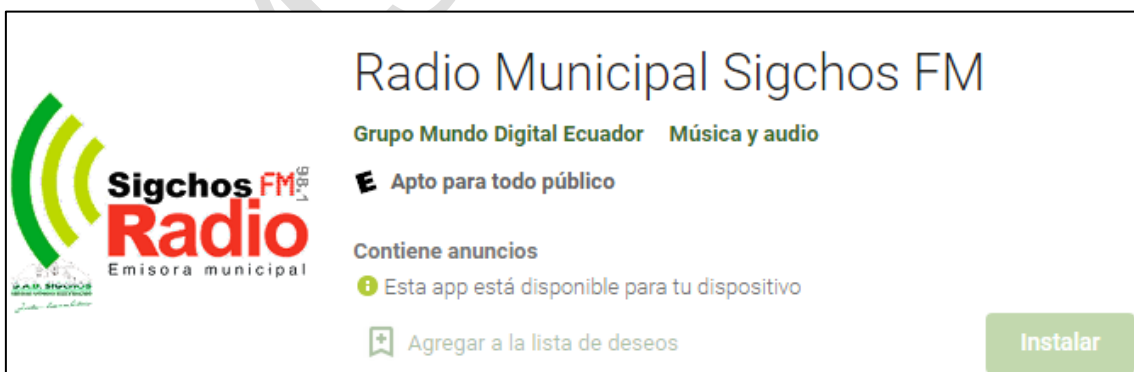 Radio Municipal Sigchos FM
Grupo Mundo Digital Ecuador Música y audio
E Apto para todo público
Sigchos FM 98.1
Radio
Emisora municipal
G.A.D. SIGCHOS
Contiene anuncios
Esta app está disponible para tu dispositivo
Agregar a la lista de deseos
Instalar